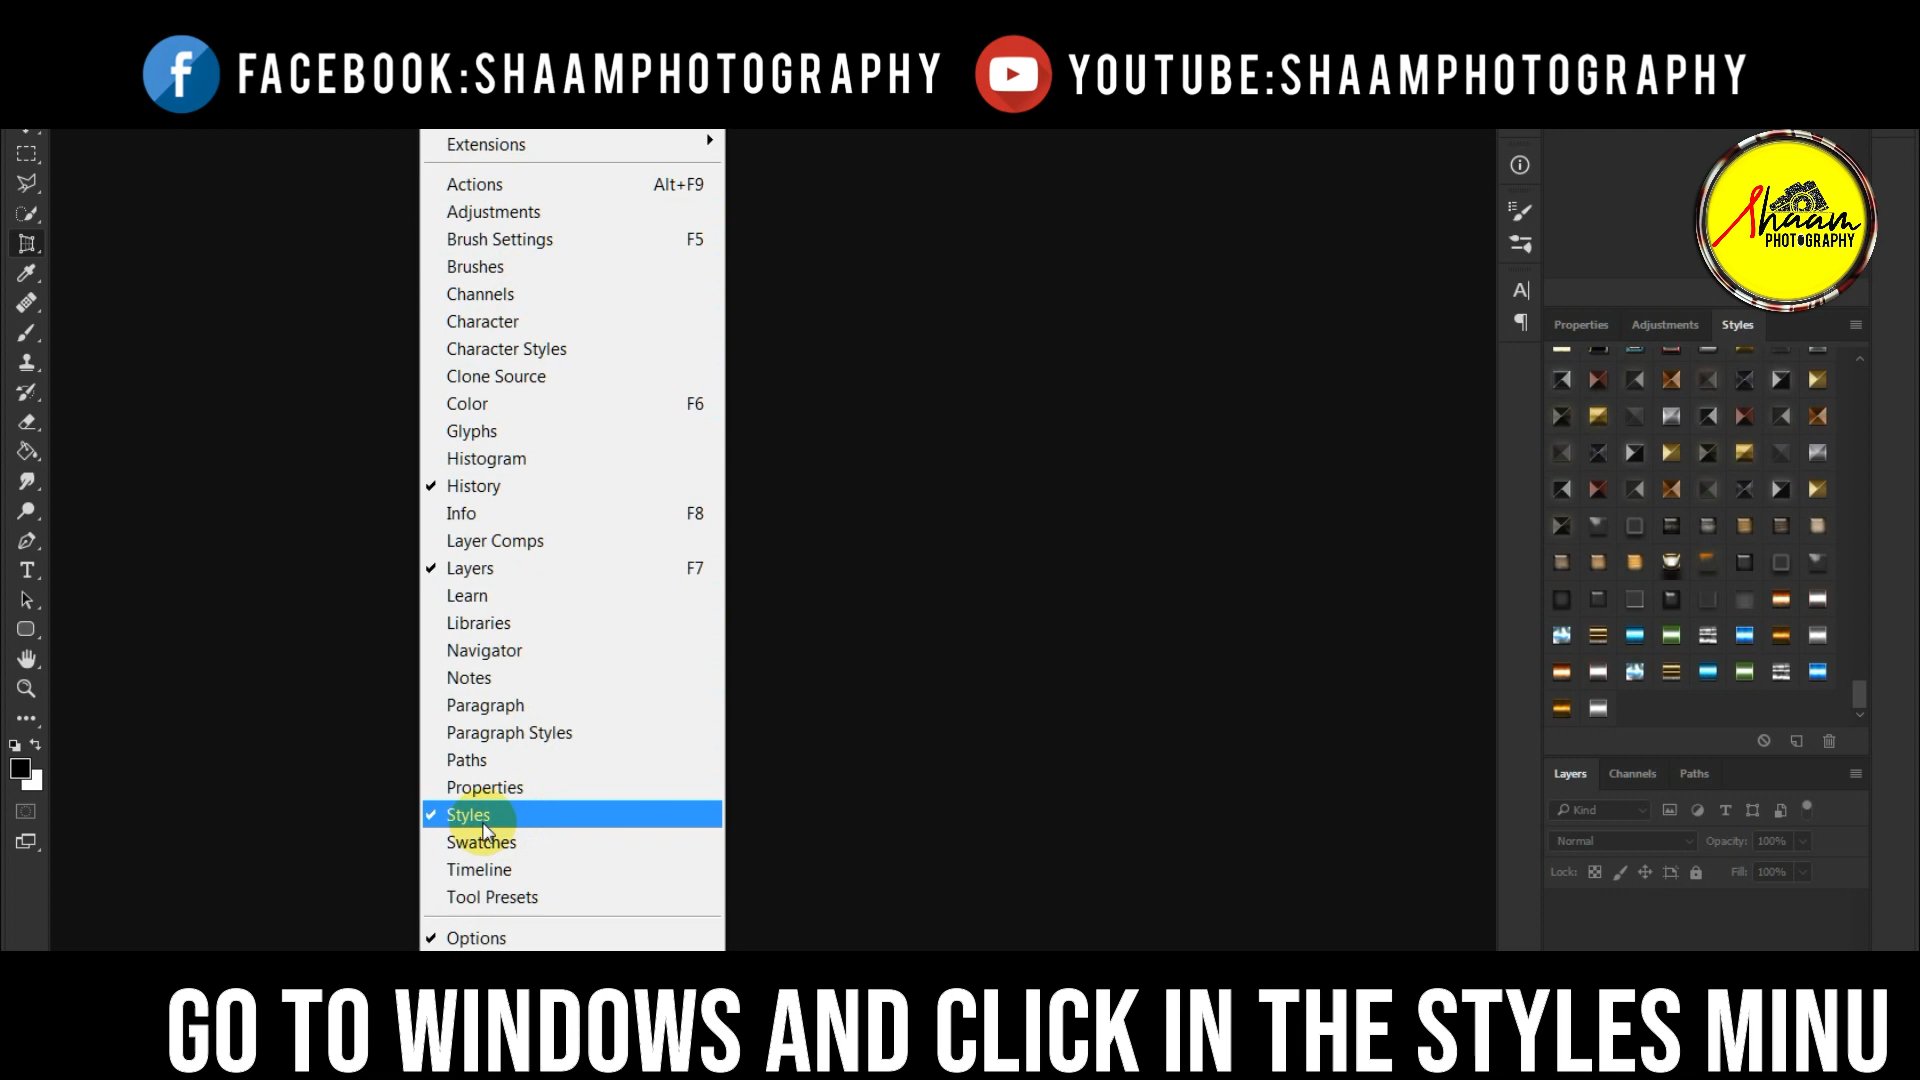 FACEBOOK:SHAAMPHOTOGRAPHY
YOUTUBE:SHAAMPHOTOGRAPHY
Shaam
PHOTOGRAPHY
Extensions
Actions Alt+F9
Adjustments
Brush Settings F5
Brushes
Channels
Character
Character Styles
Clone Source
Color F6
Glyphs
Histogram
History
Info F8
Layer Comps
Layers F7
Learn
Libraries
Navigator
Notes
Paragraph
Paragraph Styles
Paths
Properties
Styles
Swatches
Timeline
Tool Presets
Options
Properties Adjustments Styles
Layers Channels Paths
Kind
Normal Opacity: 100%
Lock: Fill: 100%
GO TO WINDOWS AND CLICK IN THE STYLES MINU